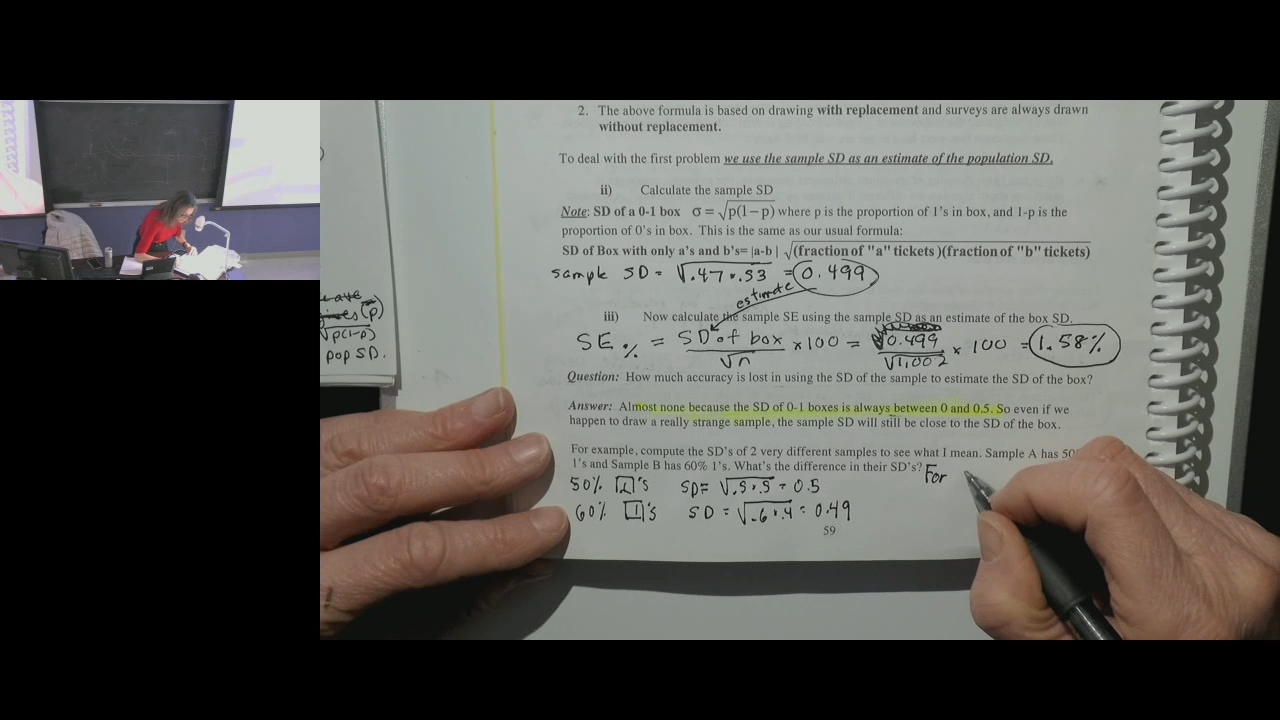 2. The above formula is based on drawing with replacement and surveys are always drawn
without replacement.
To deal with the first problem we use the sample SD as an estimate of the population SD.
ii) Calculate the sample SD
Note: SD of a 0-1 box σ = √p(1−p) where p is the proportion of 1's in box, and 1-p is the
proportion of 0's in box. This is the same as our usual formula:
SD of Box with only a's and b's= |a-b | √(fraction of "a" tickets )(fraction of "b" tickets)
sample SD = √.47 * .53 = 0.499
estimate
iii) Now calculate the sample SE using the sample SD as an estimate of the box SD.
SE % = SD of box / √n × 100 = 0.499 / √1,002 × 100 = 1.58%
Question: How much accuracy is lost in using the SD of the sample to estimate the SD of the box?
Answer: Almost none because the SD of 0-1 boxes is always between 0 and 0.5. So even if we
happen to draw a really strange sample, the sample SD will still be close to the SD of the box.
For example, compute the SD's of 2 very different samples to see what I mean. Sample A has 50
1's and Sample B has 60% 1's. What's the difference in their SD's? For
50% 1's SD = √.5 * .5 = 0.5
60% 1's SD = √.6 * .4 = 0.49
59
(p)
√p(1-p)
pop SD.